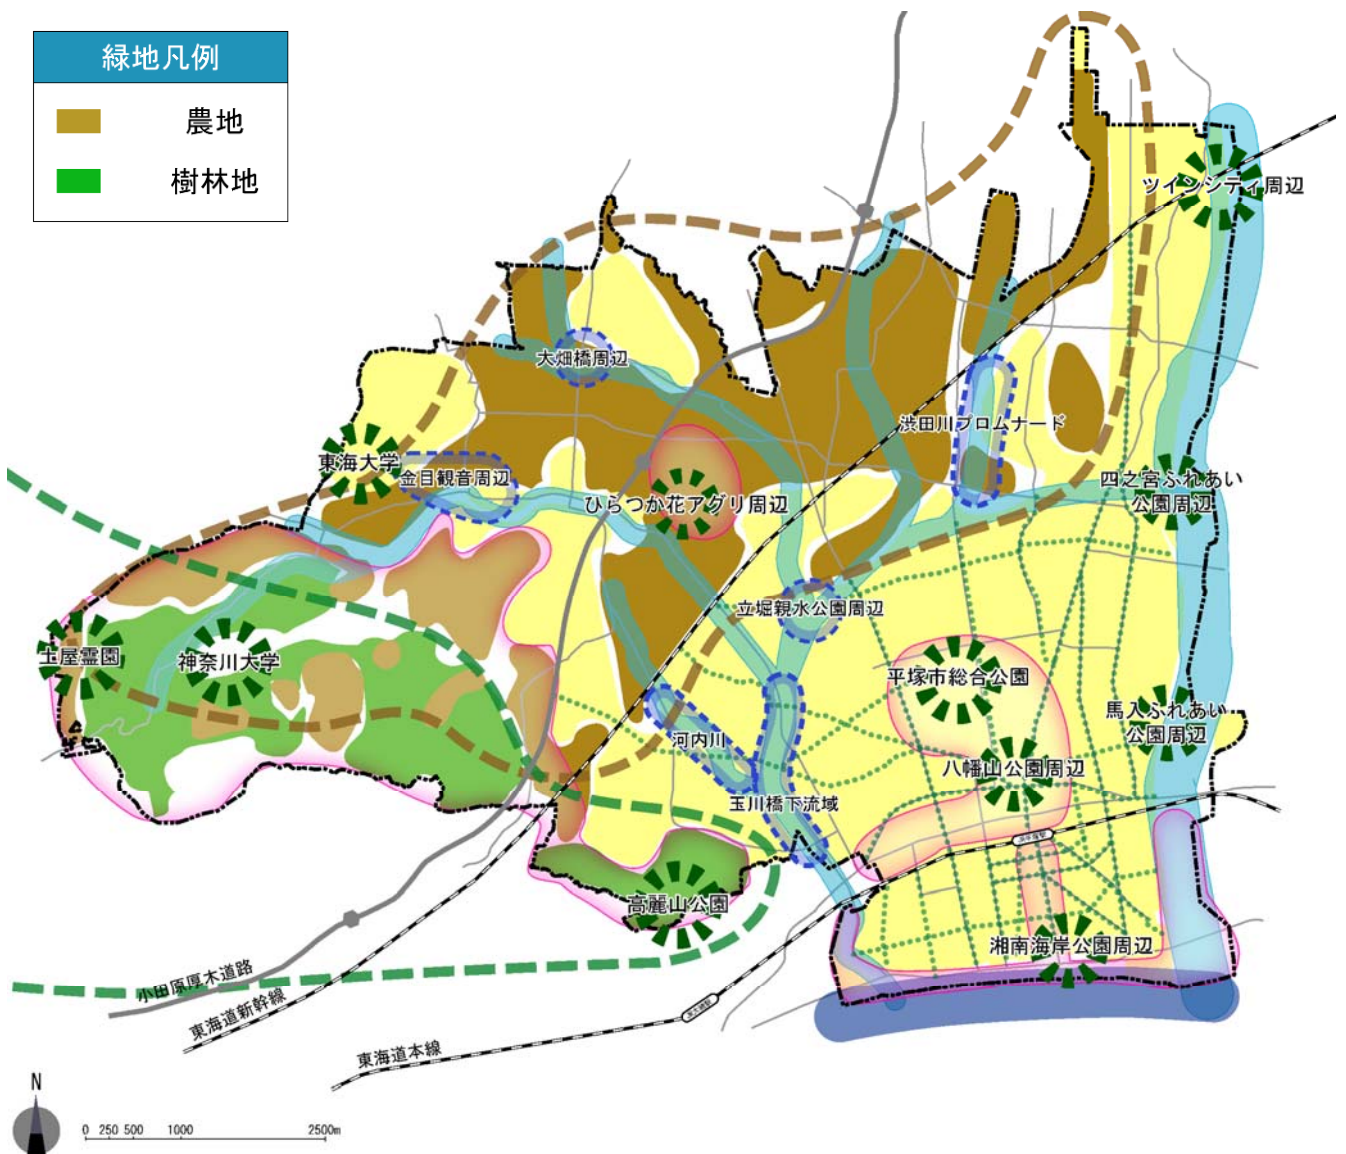 緑地凡例
農地
樹林地
ツインシティ周辺
大畑橋周辺
渋田川プロムナード
東海大学
金目観音周辺
ひらつか花アグリ周辺
四之宮ふれあい
公園周辺
立堀親水公園周辺
土屋霊園
神奈川大学
平塚市総合公園
馬入ふれあい
公園周辺
河内川
八幡山公園周辺
玉川橋下流域
高麗山公園
湘南海岸公園周辺
小田原厚木道路
東海道新幹線
東海道本線
N
0 250 500 1000 2500m